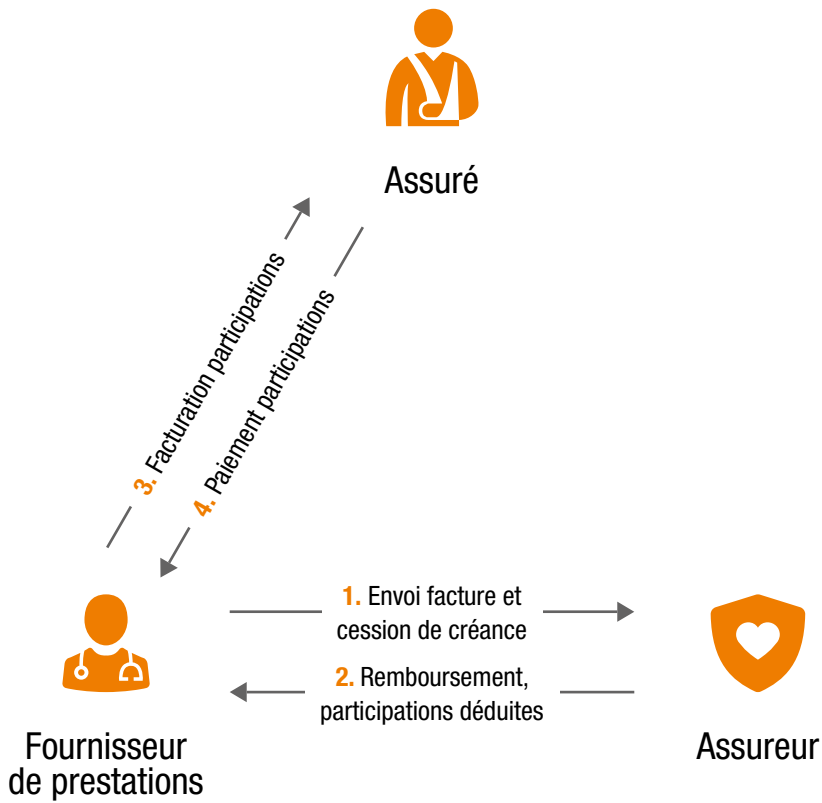 Assuré
3. Facturation participations
4. Paiement participations
1. Envoi facture et
cession de créance
2. Remboursement,
participations déduites
Fournisseur
de prestations
Assureur